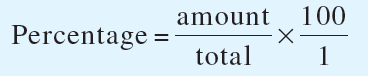 Percentage = amount/total × 100/1